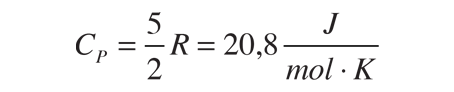 C_P = 5/2 R = 20,8 J/(mol · K)